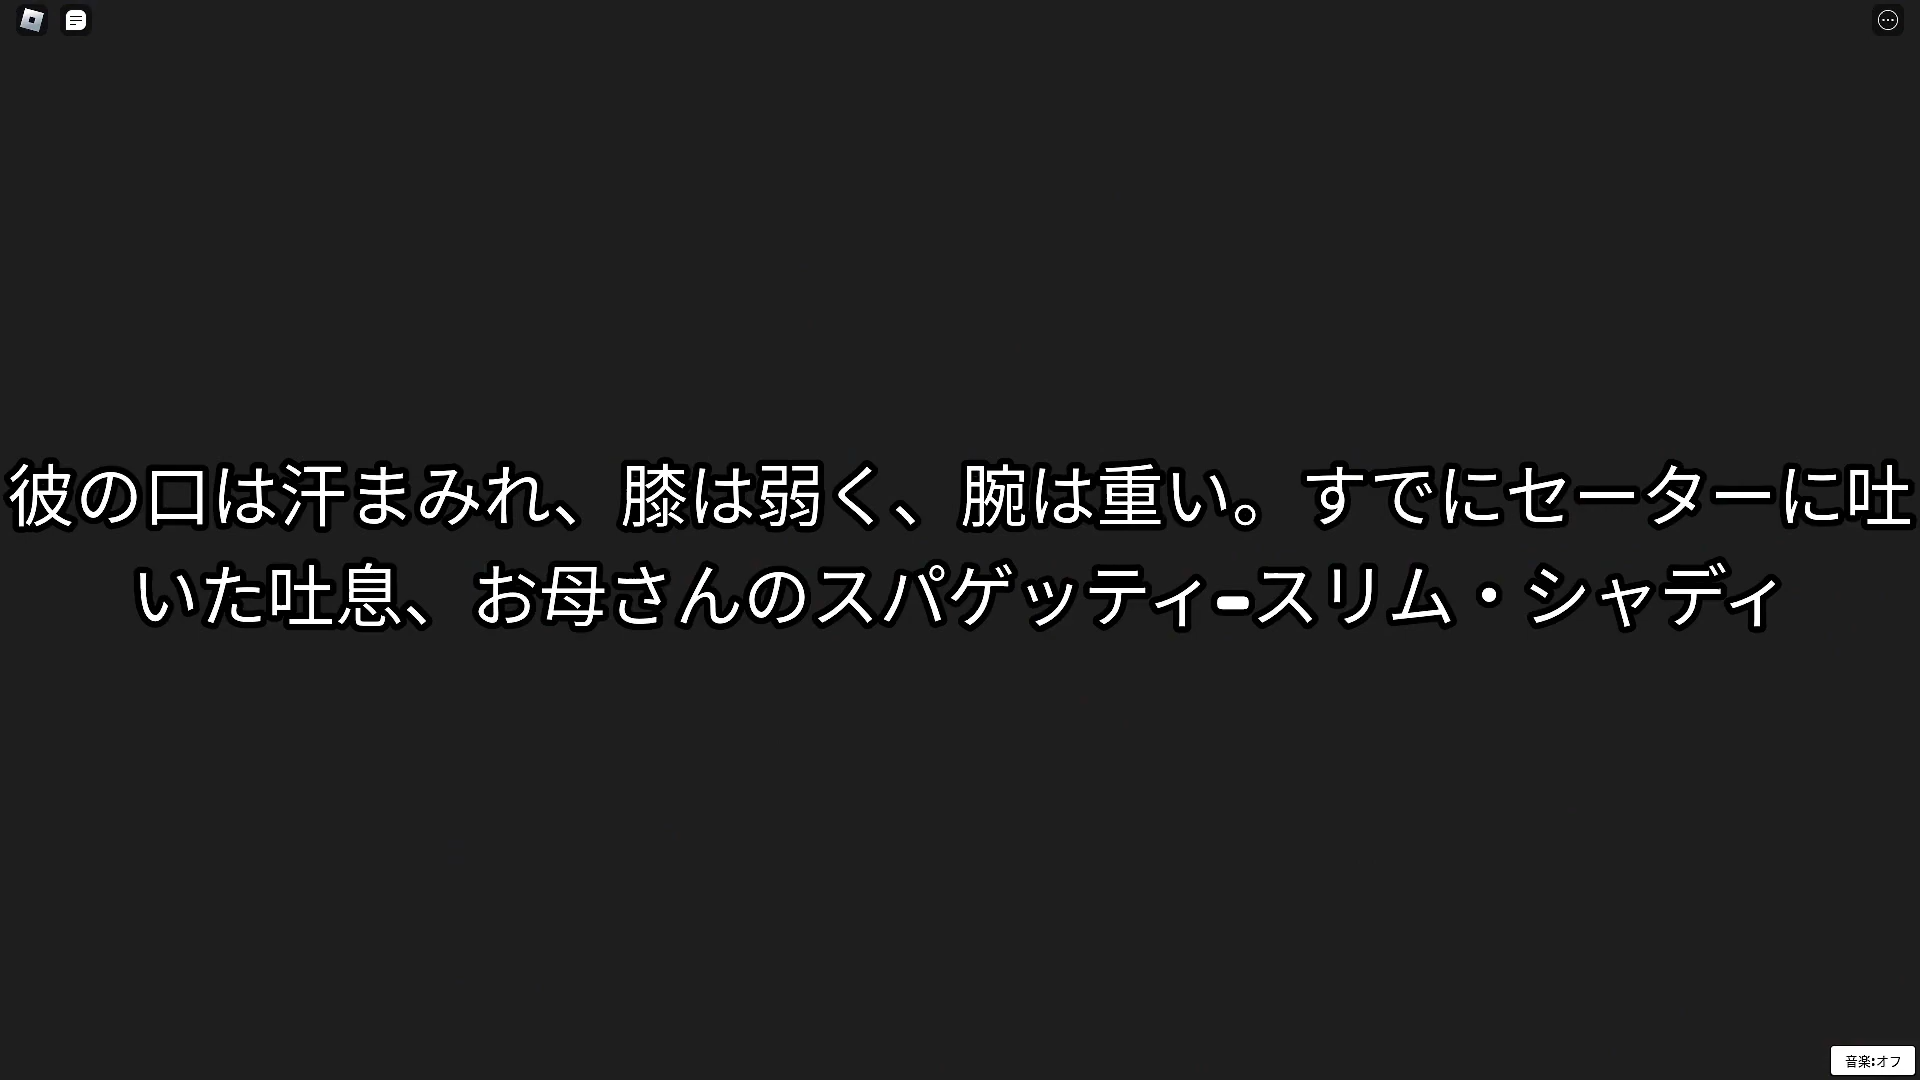 彼の口は汗まみれ、膝は弱く、腕は重い。すでにセーターに吐
いた吐息、お母さんのスパゲッティ-スリム・シャディ
音楽:オフ